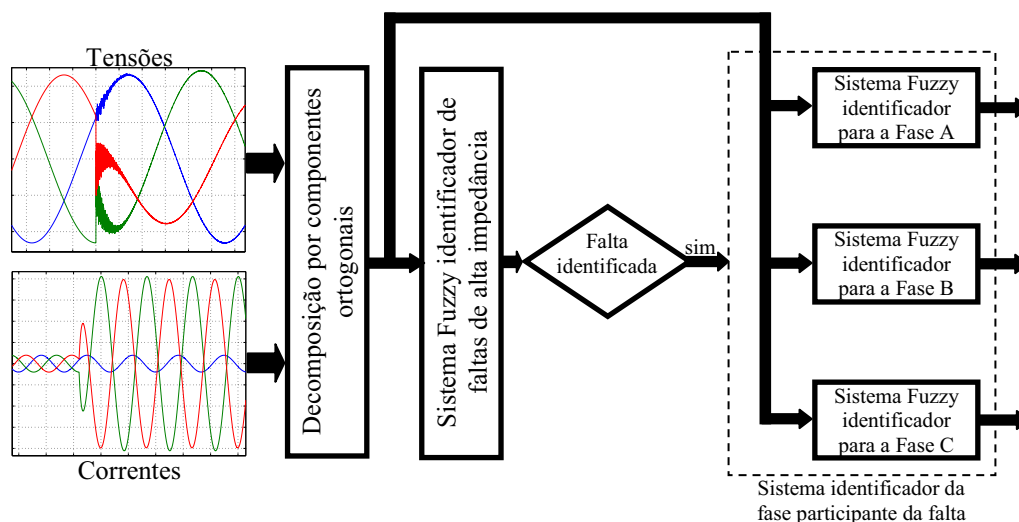 Tensões
Correntes
Decomposição por componentes
ortogonais
Sistema Fuzzy identificador de
faltas de alta impedância
Falta
identificada
sim
Sistema Fuzzy
identificador
para a Fase A
Sistema Fuzzy
identificador
para a Fase B
Sistema Fuzzy
identificador
para a Fase C
Sistema identificador da
fase participante da falta